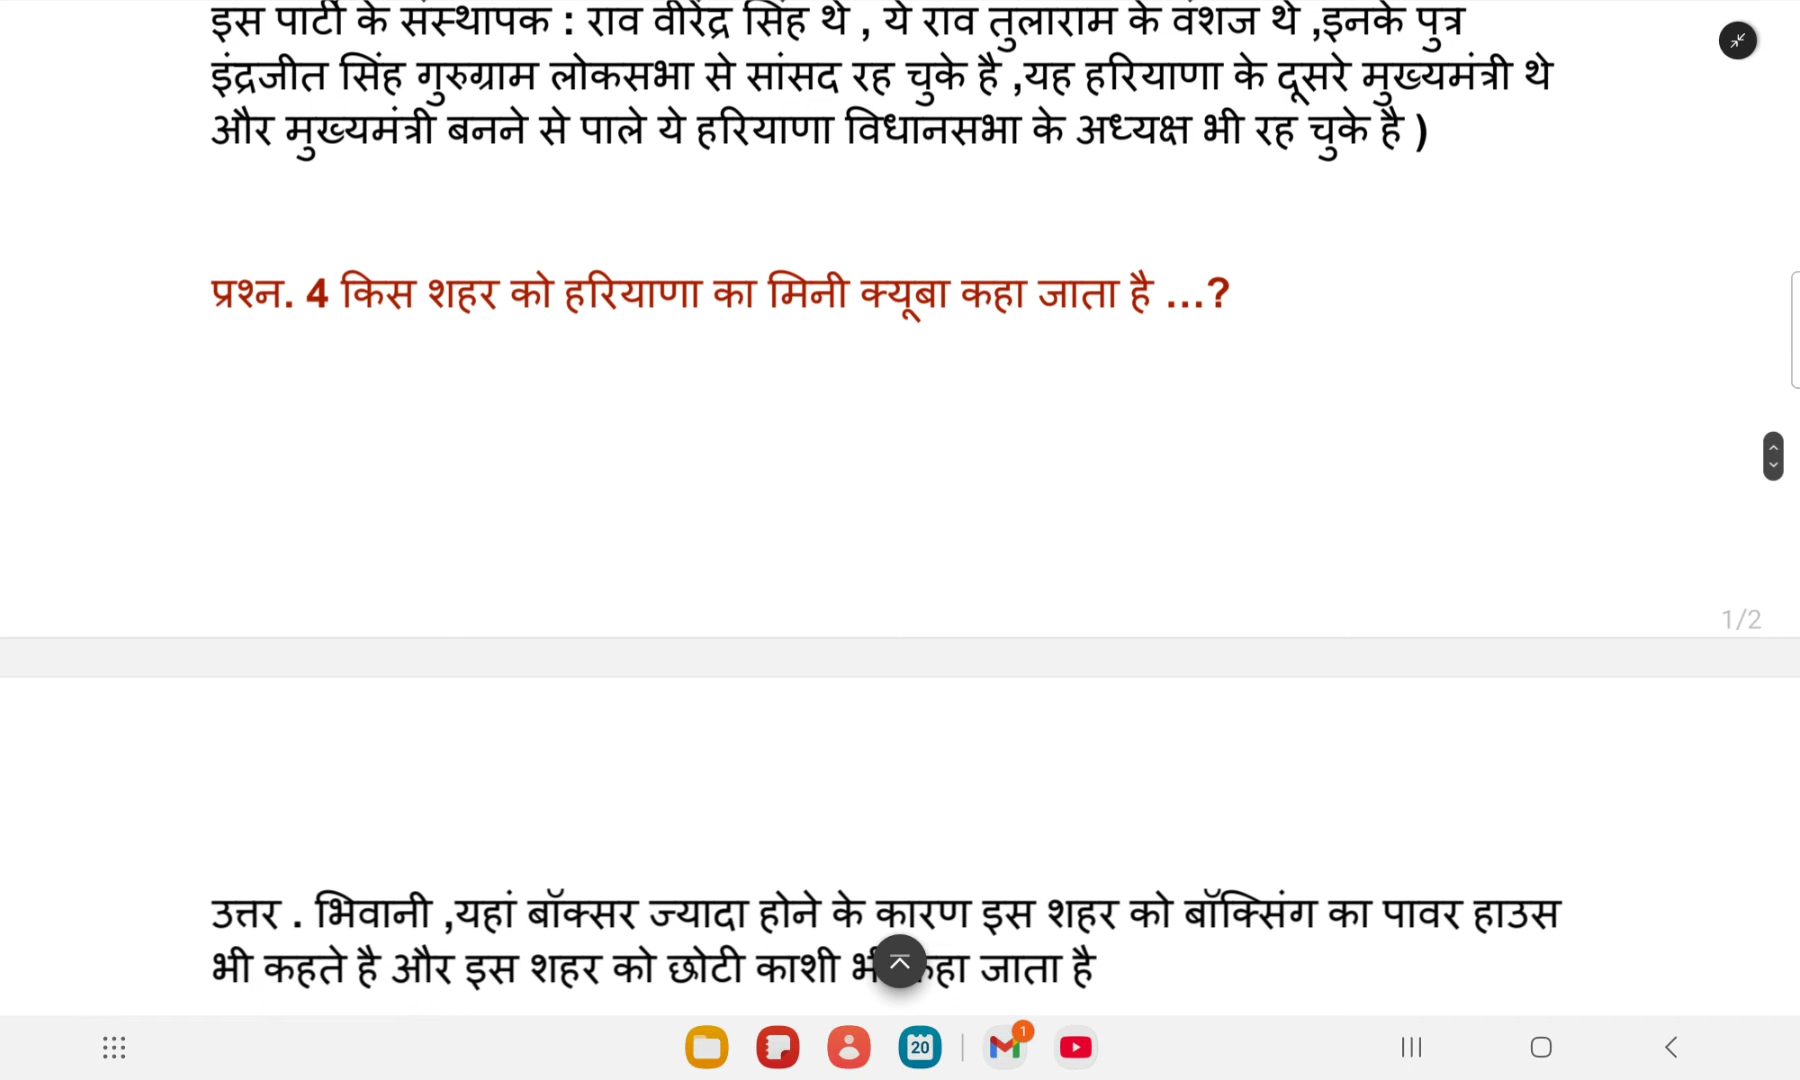 इस पार्टी के संस्थापक : राव वीरेंद्र सिंह थे , ये राव तुलाराम के वंशज थे ,इनके पुत्र
इंद्रजीत सिंह गुरुग्राम लोकसभा से सांसद रह चुके है ,यह हरियाणा के दूसरे मुख्यमंत्री थे
और मुख्यमंत्री बनने से पाले ये हरियाणा विधानसभा के अध्यक्ष भी रह चुके है )
प्रश्न. 4 किस शहर को हरियाणा का मिनी क्यूबा कहा जाता है ...?
1/2
उत्तर . भिवानी ,यहां बॉक्सर ज्यादा होने के कारण इस शहर को बॉक्सिंग का पावर हाउस
भी कहते है और इस शहर को छोटी काशी भी कहा जाता है
20
1